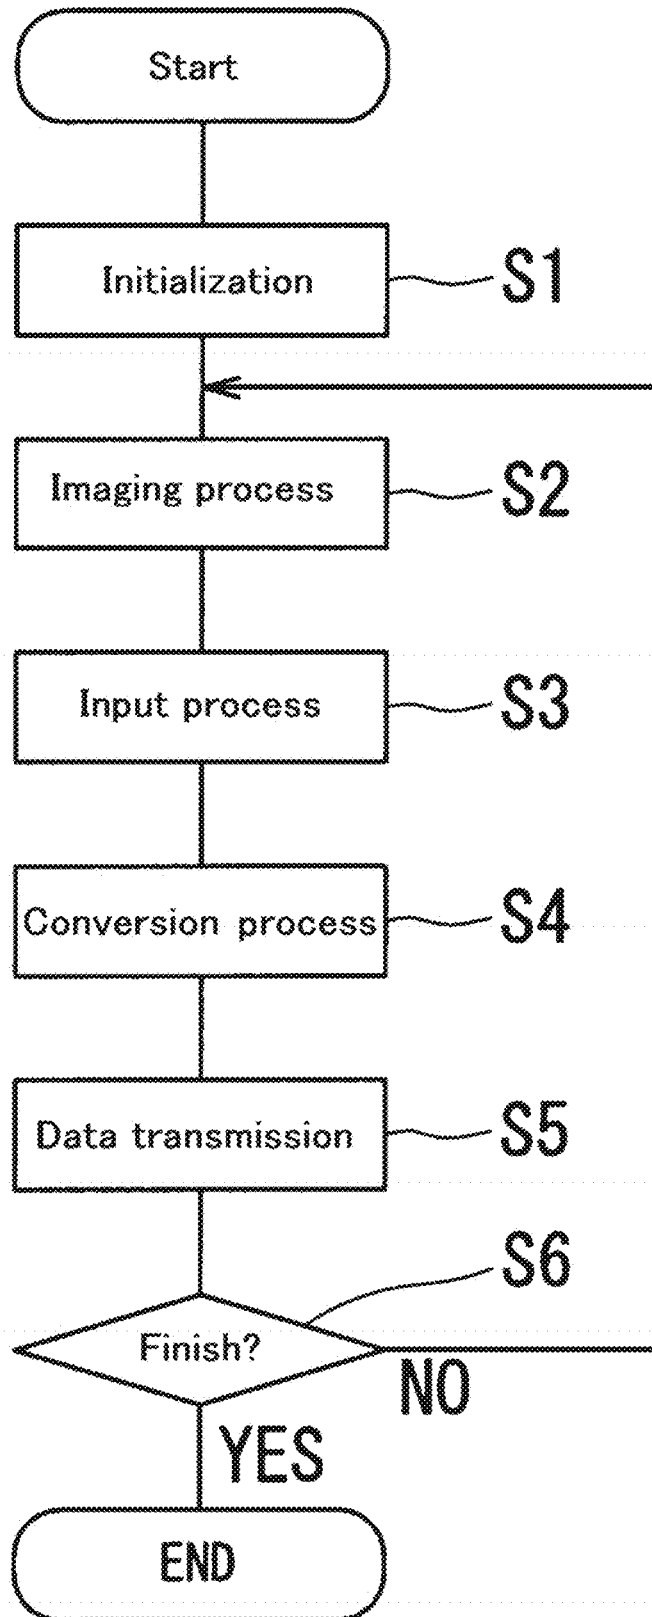 Start
Initialization
S1
Imaging process
S2
Input process
S3
Conversion process
S4
Data transmission
S5
S6
Finish?
NO
YES
END